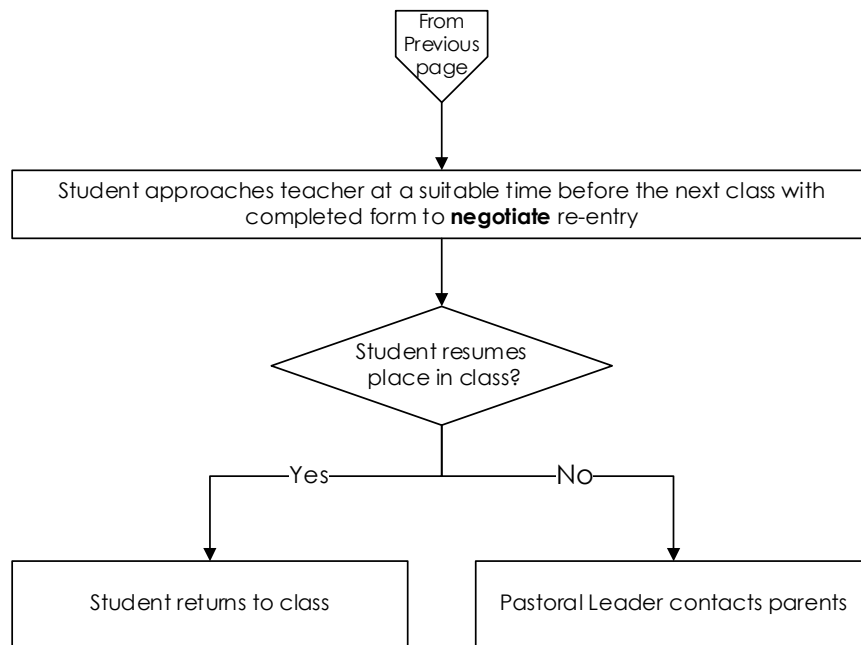 From
Previous
page
Student approaches teacher at a suitable time before the next class with
completed form to negotiate re-entry
Student resumes
place in class?
Yes
No
Student returns to class
Pastoral Leader contacts parents